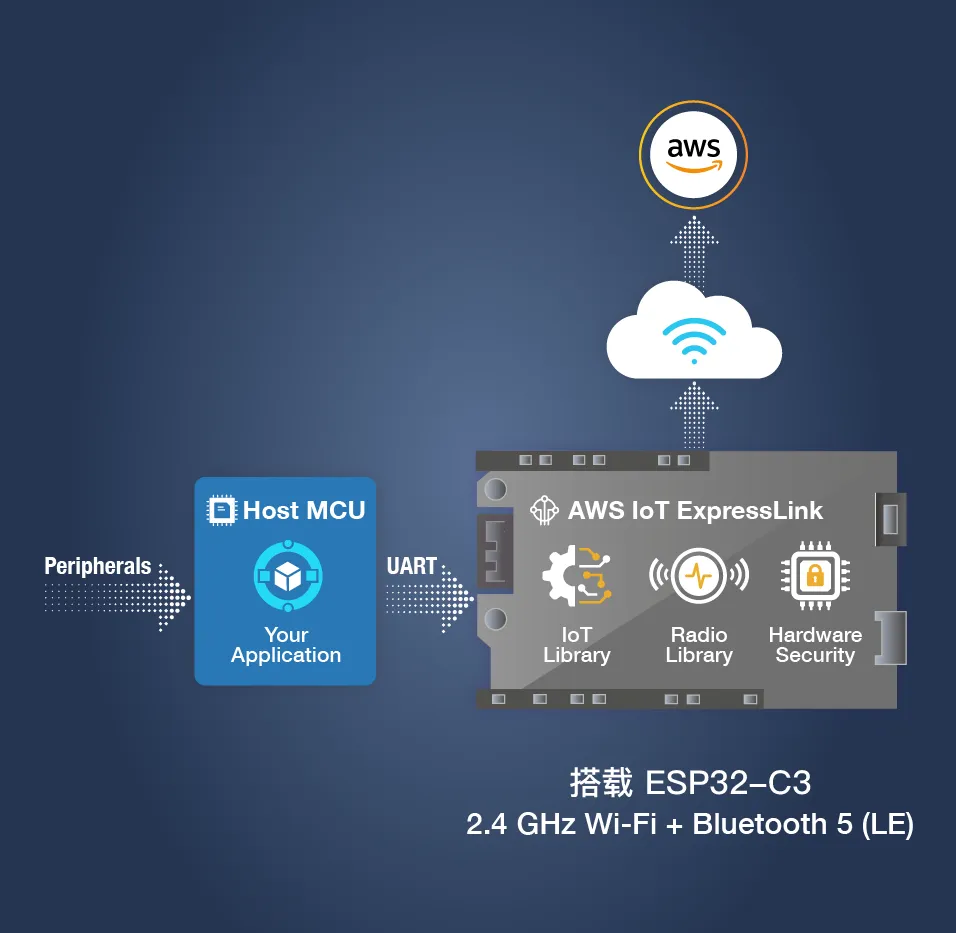 aws
Host MCU
AWS IoT ExpressLink
Peripherals
UART
Your
Application
IoT
Library
Radio
Library
Hardware
Security
搭载 ESP32–C3
2.4 GHz Wi-Fi + Bluetooth 5 (LE)